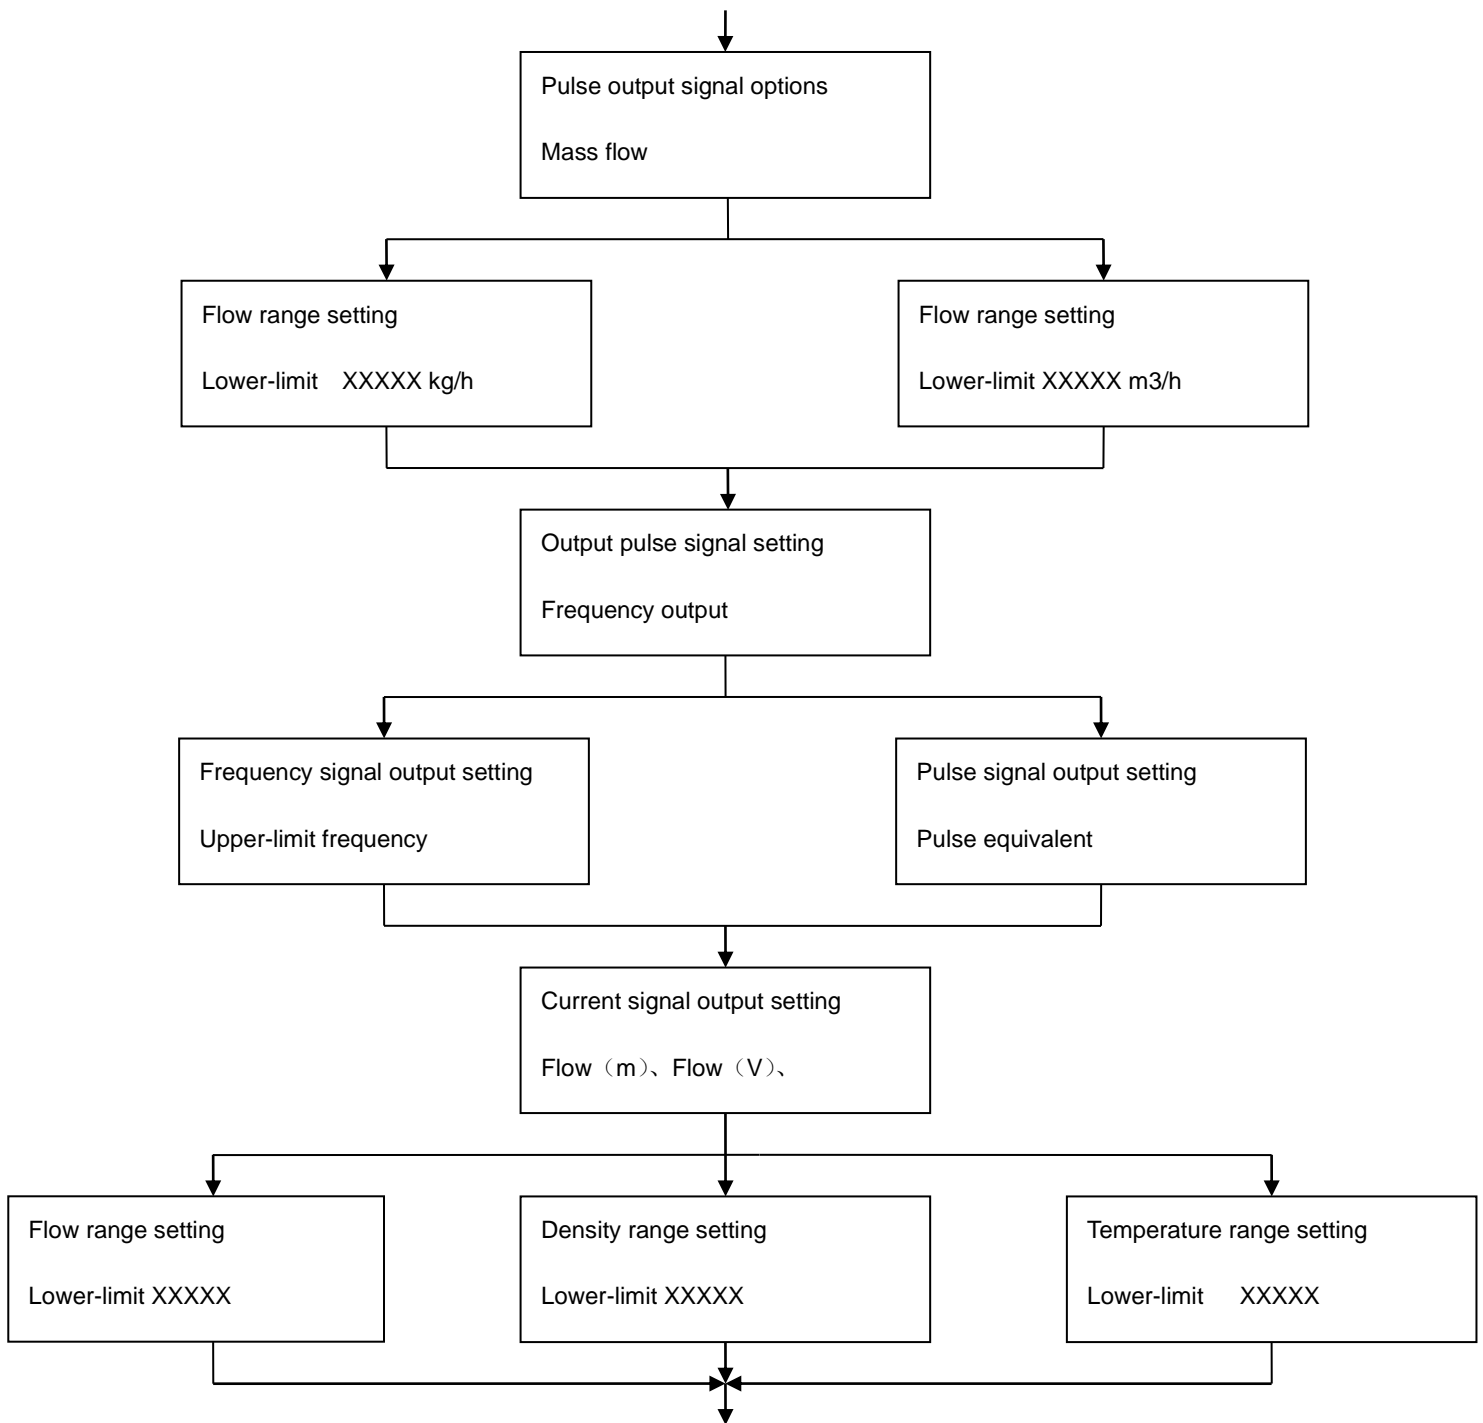 Pulse output signal options
Mass flow
Flow range setting
Lower-limit XXXXX kg/h
Flow range setting
Lower-limit XXXXX m3/h
Output pulse signal setting
Frequency output
Frequency signal output setting
Upper-limit frequency
Pulse signal output setting
Pulse equivalent
Current signal output setting
Flow（m）、Flow（V）、
Flow range setting
Lower-limit XXXXX
Density range setting
Lower-limit XXXXX
Temperature range setting
Lower-limit XXXXX